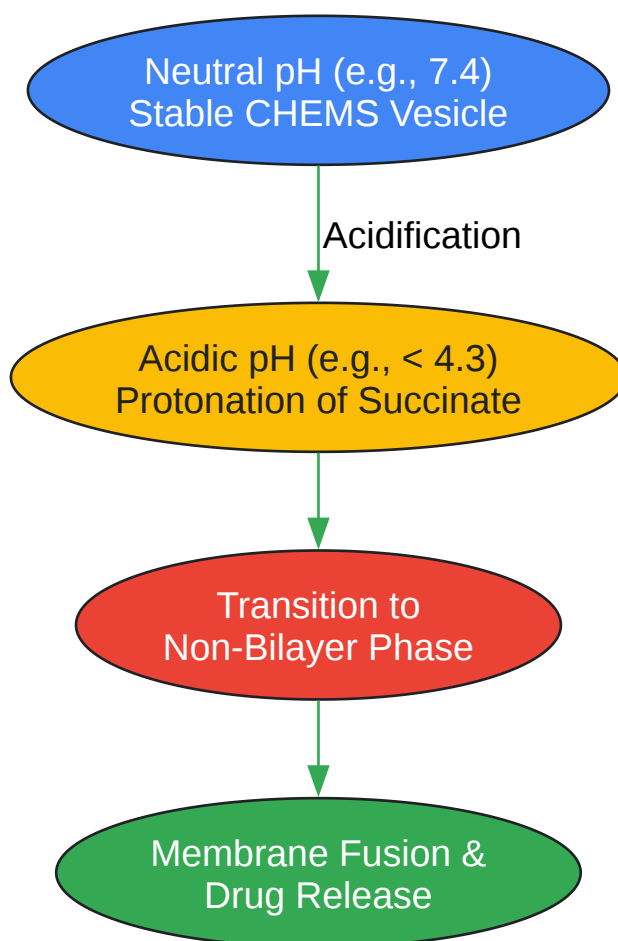 Neutral pH (e.g., 7.4)
Stable CHEMS Vesicle
Acidification
Acidic pH (e.g., < 4.3)
Protonation of Succinate
Transition to
Non-Bilayer Phase
Membrane Fusion &
Drug Release